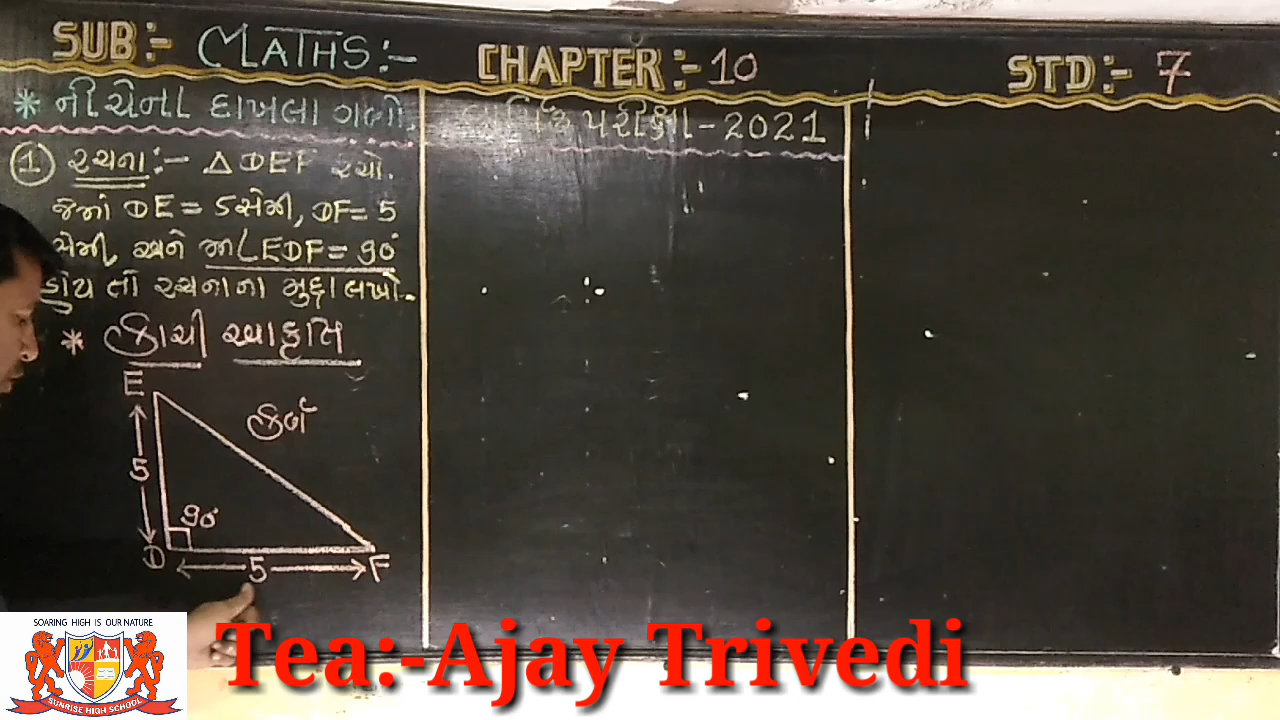 SUB:- MATHS:-
CHAPTER:- 10
STD:- 7
* નીચેના દાખલા ગણો.
પરીક્ષા - 2021
① રચના:- △ DEF રચો.
જેમાં DE = 5 સેમી, DF = 5
સેમી અને m∠EDF = 90°
હોય તો રચનાના મુદ્દા લખો.
* કાચી આકૃતિ
E
કર્ણ
5
90°
D
5
F
SOARING HIGH IS OUR NATURE
SUNRISE HIGH SCHOOL
Tea:-Ajay Trivedi